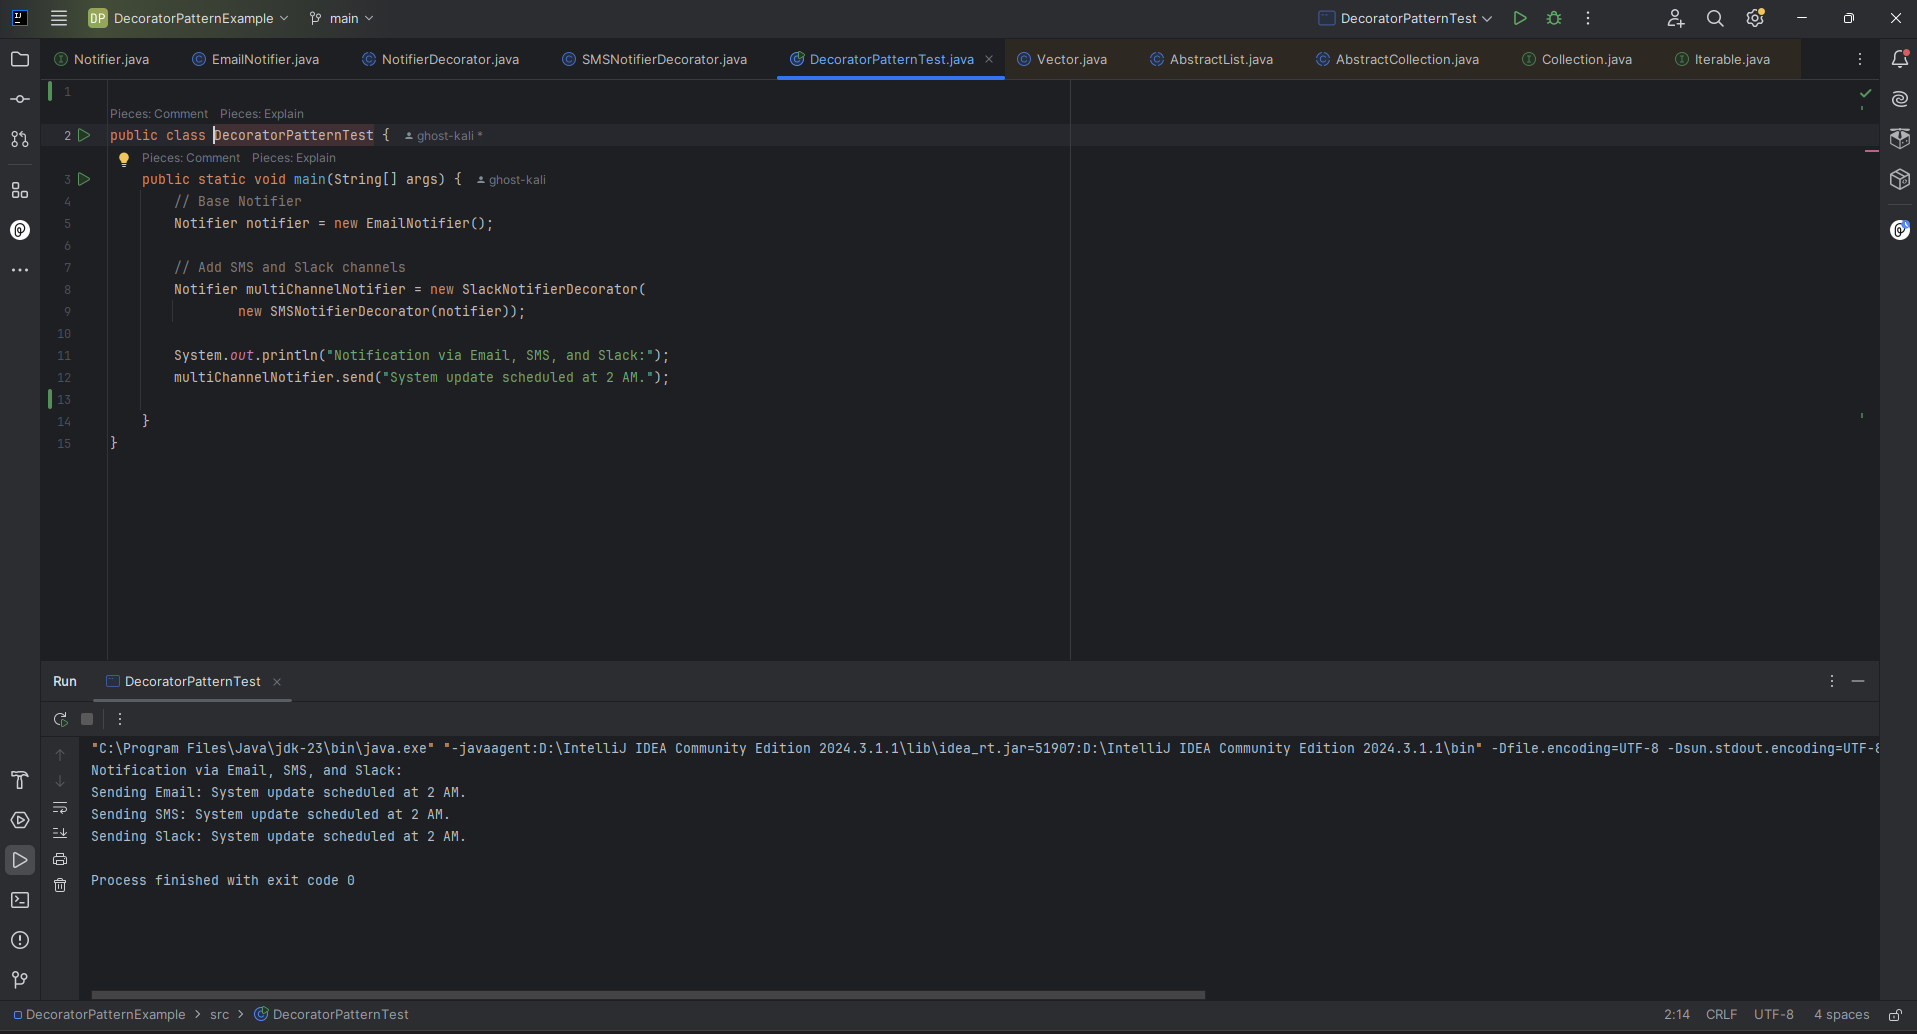 DP DecoratorPatternExample main DecoratorPatternTest
Notifier.java EmailNotifier.java NotifierDecorator.java SMSNotifierDecorator.java DecoratorPatternTest.java Vector.java AbstractList.java AbstractCollection.java Collection.java Iterable.java
1
Pieces: Comment Pieces: Explain
2 public class DecoratorPatternTest { ghost-kali *
Pieces: Comment Pieces: Explain
3 public static void main(String[] args) { ghost-kali
4 // Base Notifier
5 Notifier notifier = new EmailNotifier();
6
7 // Add SMS and Slack channels
8 Notifier multiChannelNotifier = new SlackNotifierDecorator(
9 new SMSNotifierDecorator(notifier));
10
11 System.out.println("Notification via Email, SMS, and Slack:");
12 multiChannelNotifier.send("System update scheduled at 2 AM.");
13
14 }
15 }
Run DecoratorPatternTest
"C:\Program Files\Java\jdk-23\bin\java.exe" "-javaagent:D:\IntelliJ IDEA Community Edition 2024.3.1.1\lib\idea_rt.jar=51907:D:\IntelliJ IDEA Community Edition 2024.3.1.1\bin" -Dfile.encoding=UTF-8 -Dsun.stdout.encoding=UTF-8
Notification via Email, SMS, and Slack:
Sending Email: System update scheduled at 2 AM.
Sending SMS: System update scheduled at 2 AM.
Sending Slack: System update scheduled at 2 AM.
Process finished with exit code 0
DecoratorPatternExample > src > DecoratorPatternTest 2:14 CRLF UTF-8 4 spaces